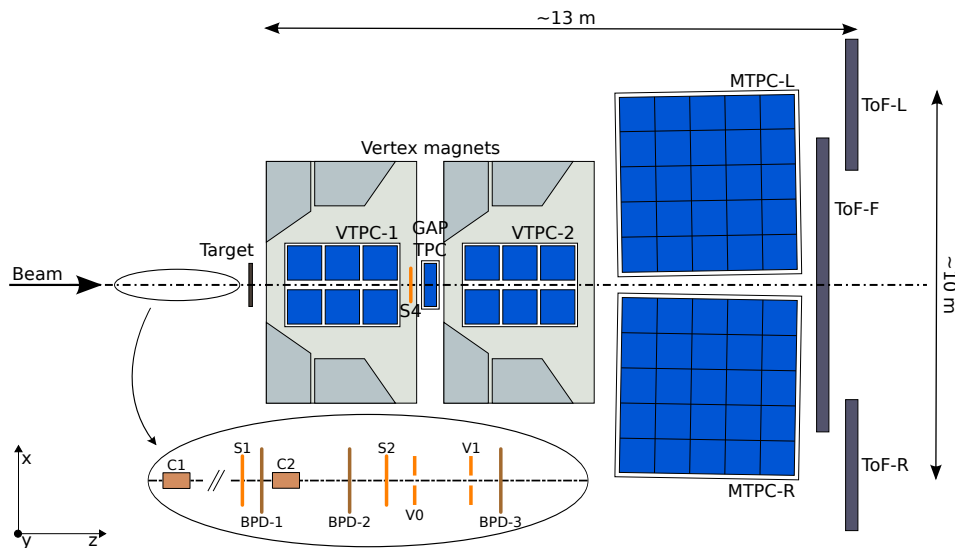 ~13 m
MTPC-L
ToF-L
Vertex magnets
ToF-F
VTPC-1
GAP
TPC
VTPC-2
Target
Beam
S4
~10 m
S1
C2
S2
V1
C1
x
BPD-1
BPD-2
V0
BPD-3
MTPC-R
ToF-R
y
z